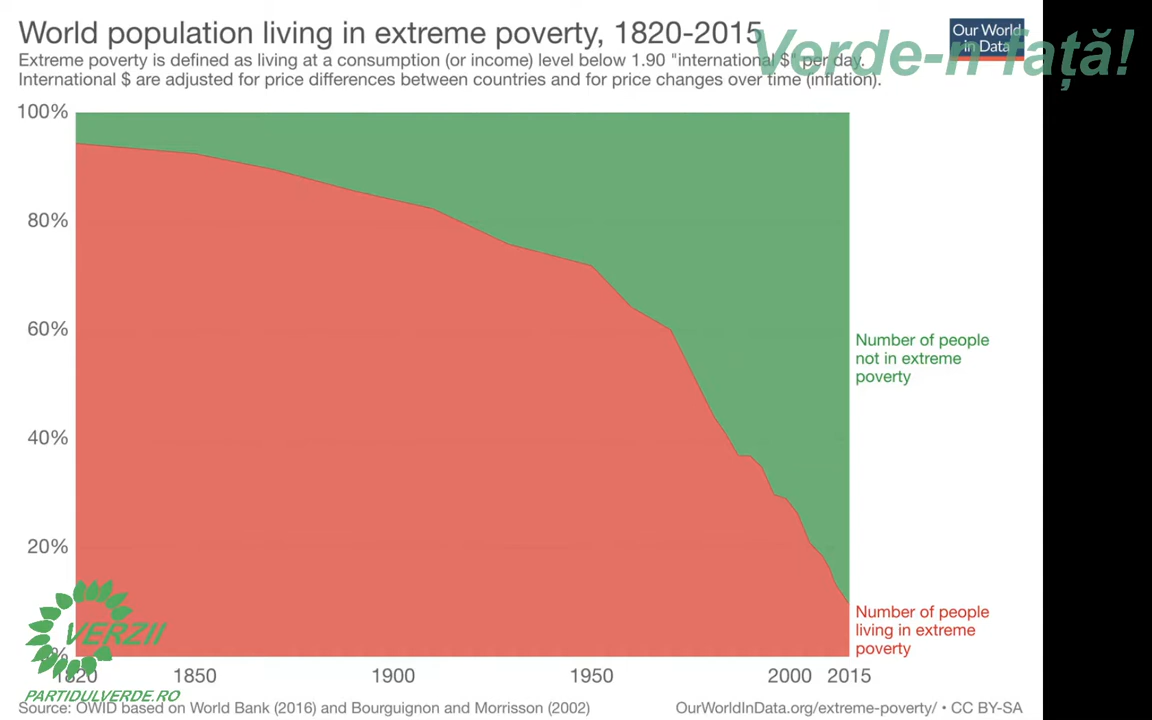 World population living in extreme poverty, 1820-2015
Our World
in Data
Verde-n față!
Extreme poverty is defined as living at a consumption (or income) level below 1.90 "international $" per day.
International $ are adjusted for price differences between countries and for price changes over time (inflation).
100%
80%
60%
40%
20%
0%
Number of people
not in extreme
poverty
Number of people
living in extreme
poverty
VERZII
PARTIDULVERDE.RO
1820
1850
1900
1950
2000
2015
Source: OWID based on World Bank (2016) and Bourguignon and Morrisson (2002)
OurWorldInData.org/extreme-poverty/ • CC BY-SA